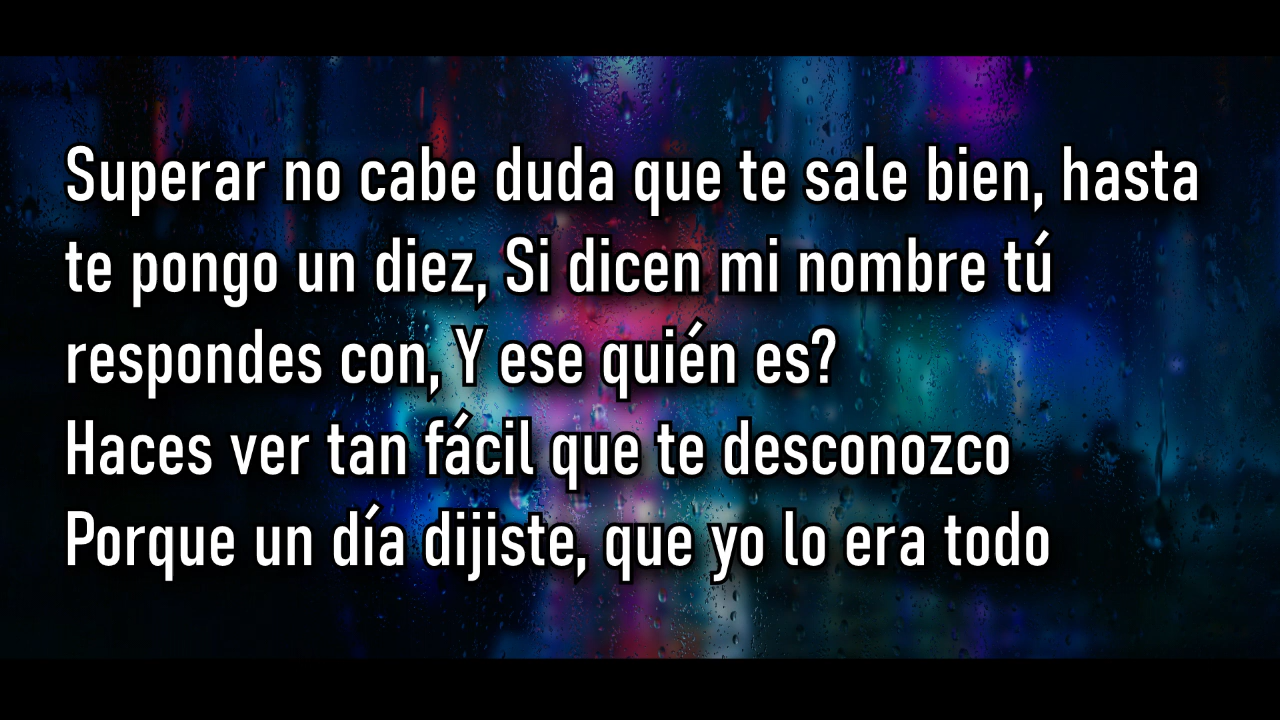 Superar no cabe duda que te sale bien, hasta
te pongo un diez, Si dicen mi nombre tú
respondes con, Y ese quién es?
Haces ver tan fácil que te desconozco
Porque un día dijiste, que yo lo era todo